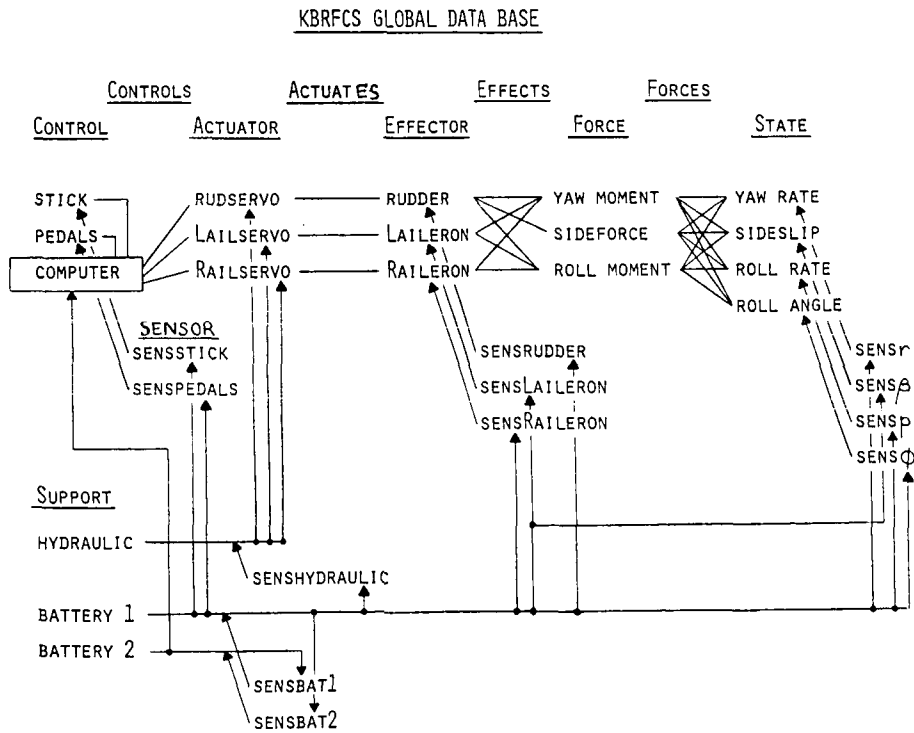 KBRFCS GLOBAL DATA BASE
CONTROLS ACTUATES EFFECTS FORCES
CONTROL ACTUATOR EFFECTOR FORCE STATE
STICK RUDSERVO RUDDER YAW MOMENT YAW RATE
PEDALS LAILSERVO LAILERON SIDEFORCE SIDESLIP
COMPUTER RAILSERVO RAILERON ROLL MOMENT ROLL RATE
ROLL ANGLE
SENSOR
SENSSTICK SENSRUDDER SENSr
SENSPEDALS SENSLAILERON SENSβ
SENSRAILERON SENSp
SENSØ
SUPPORT
HYDRAULIC
SENSHYDRAULIC
BATTERY 1
BATTERY 2
SENSBAT1
SENSBAT2